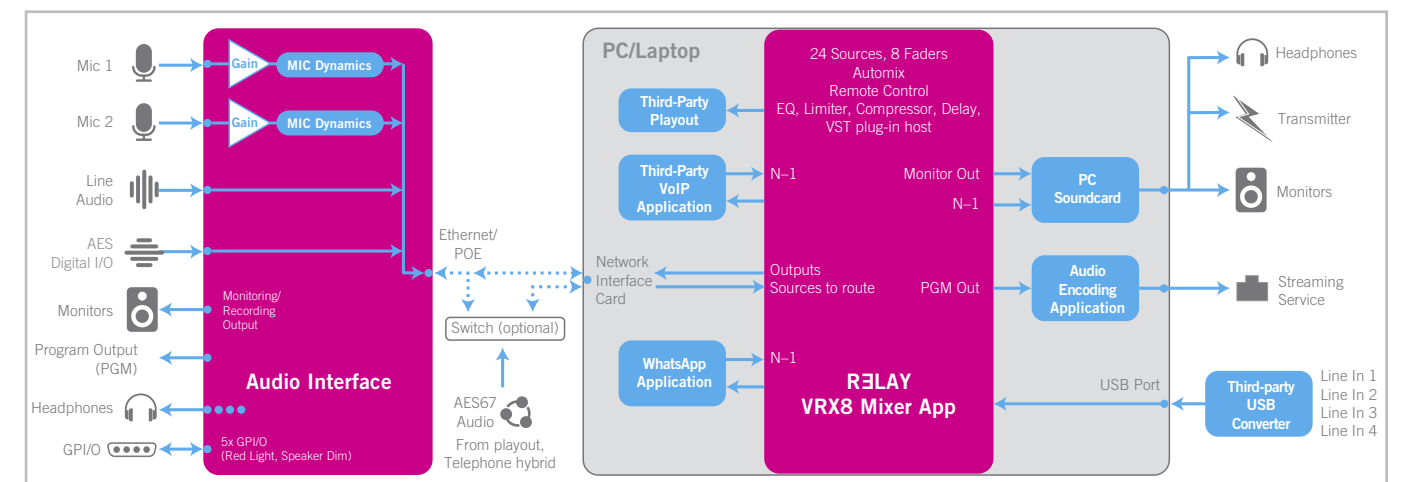 Mic 1
Gain
MIC Dynamics
Mic 2
Gain
MIC Dynamics
Line
Audio
AES
Digital I/O
Monitors
Monitoring/
Recording
Output
Program Output
(PGM)
Audio Interface
Headphones
GPI/O
5x GPI/O
(Red Light, Speaker Dim)
Ethernet/
POE
Switch (optional)
AES67
Audio
From playout,
Telephone hybrid
PC/Laptop
Third-Party
Playout
Third-Party
VoIP
Application
Network
Interface
Card
WhatsApp
Application
24 Sources, 8 Faders
Automix
Remote Control
EQ, Limiter, Compressor, Delay,
VST plug-in host
N–1
Monitor Out
N–1
Outputs
Sources to route
PGM Out
N–1
RƎLAY
VRX8 Mixer App
PC
Soundcard
Audio
Encoding
Application
USB Port
Headphones
Transmitter
Monitors
Streaming
Service
Third-party
USB
Converter
Line In 1
Line In 2
Line In 3
Line In 4